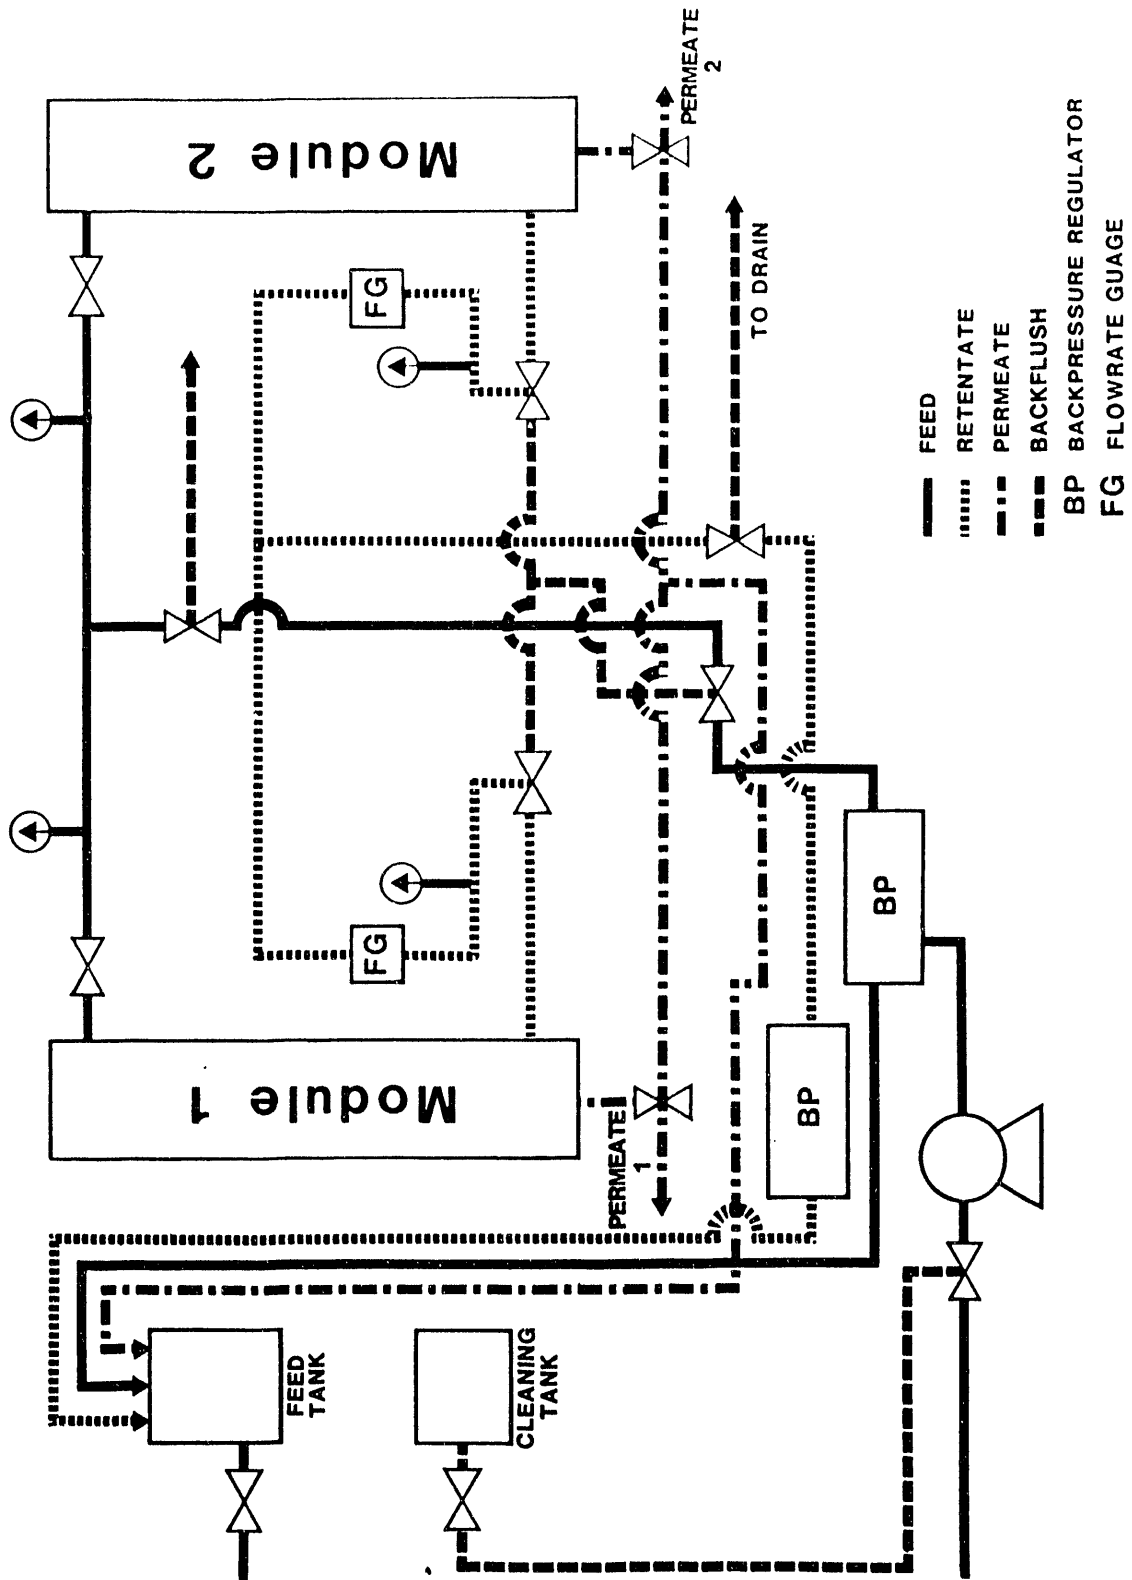 PERMEATE
2
Module 2
FG
TO DRAIN
FG
Module 1
PERMEATE
1
BP
BP
FEED
TANK
CLEANING
TANK
FEED
RETENTATE
PERMEATE
BACKFLUSH
BP BACKPRESSURE REGULATOR
FG FLOWRATE GUAGE